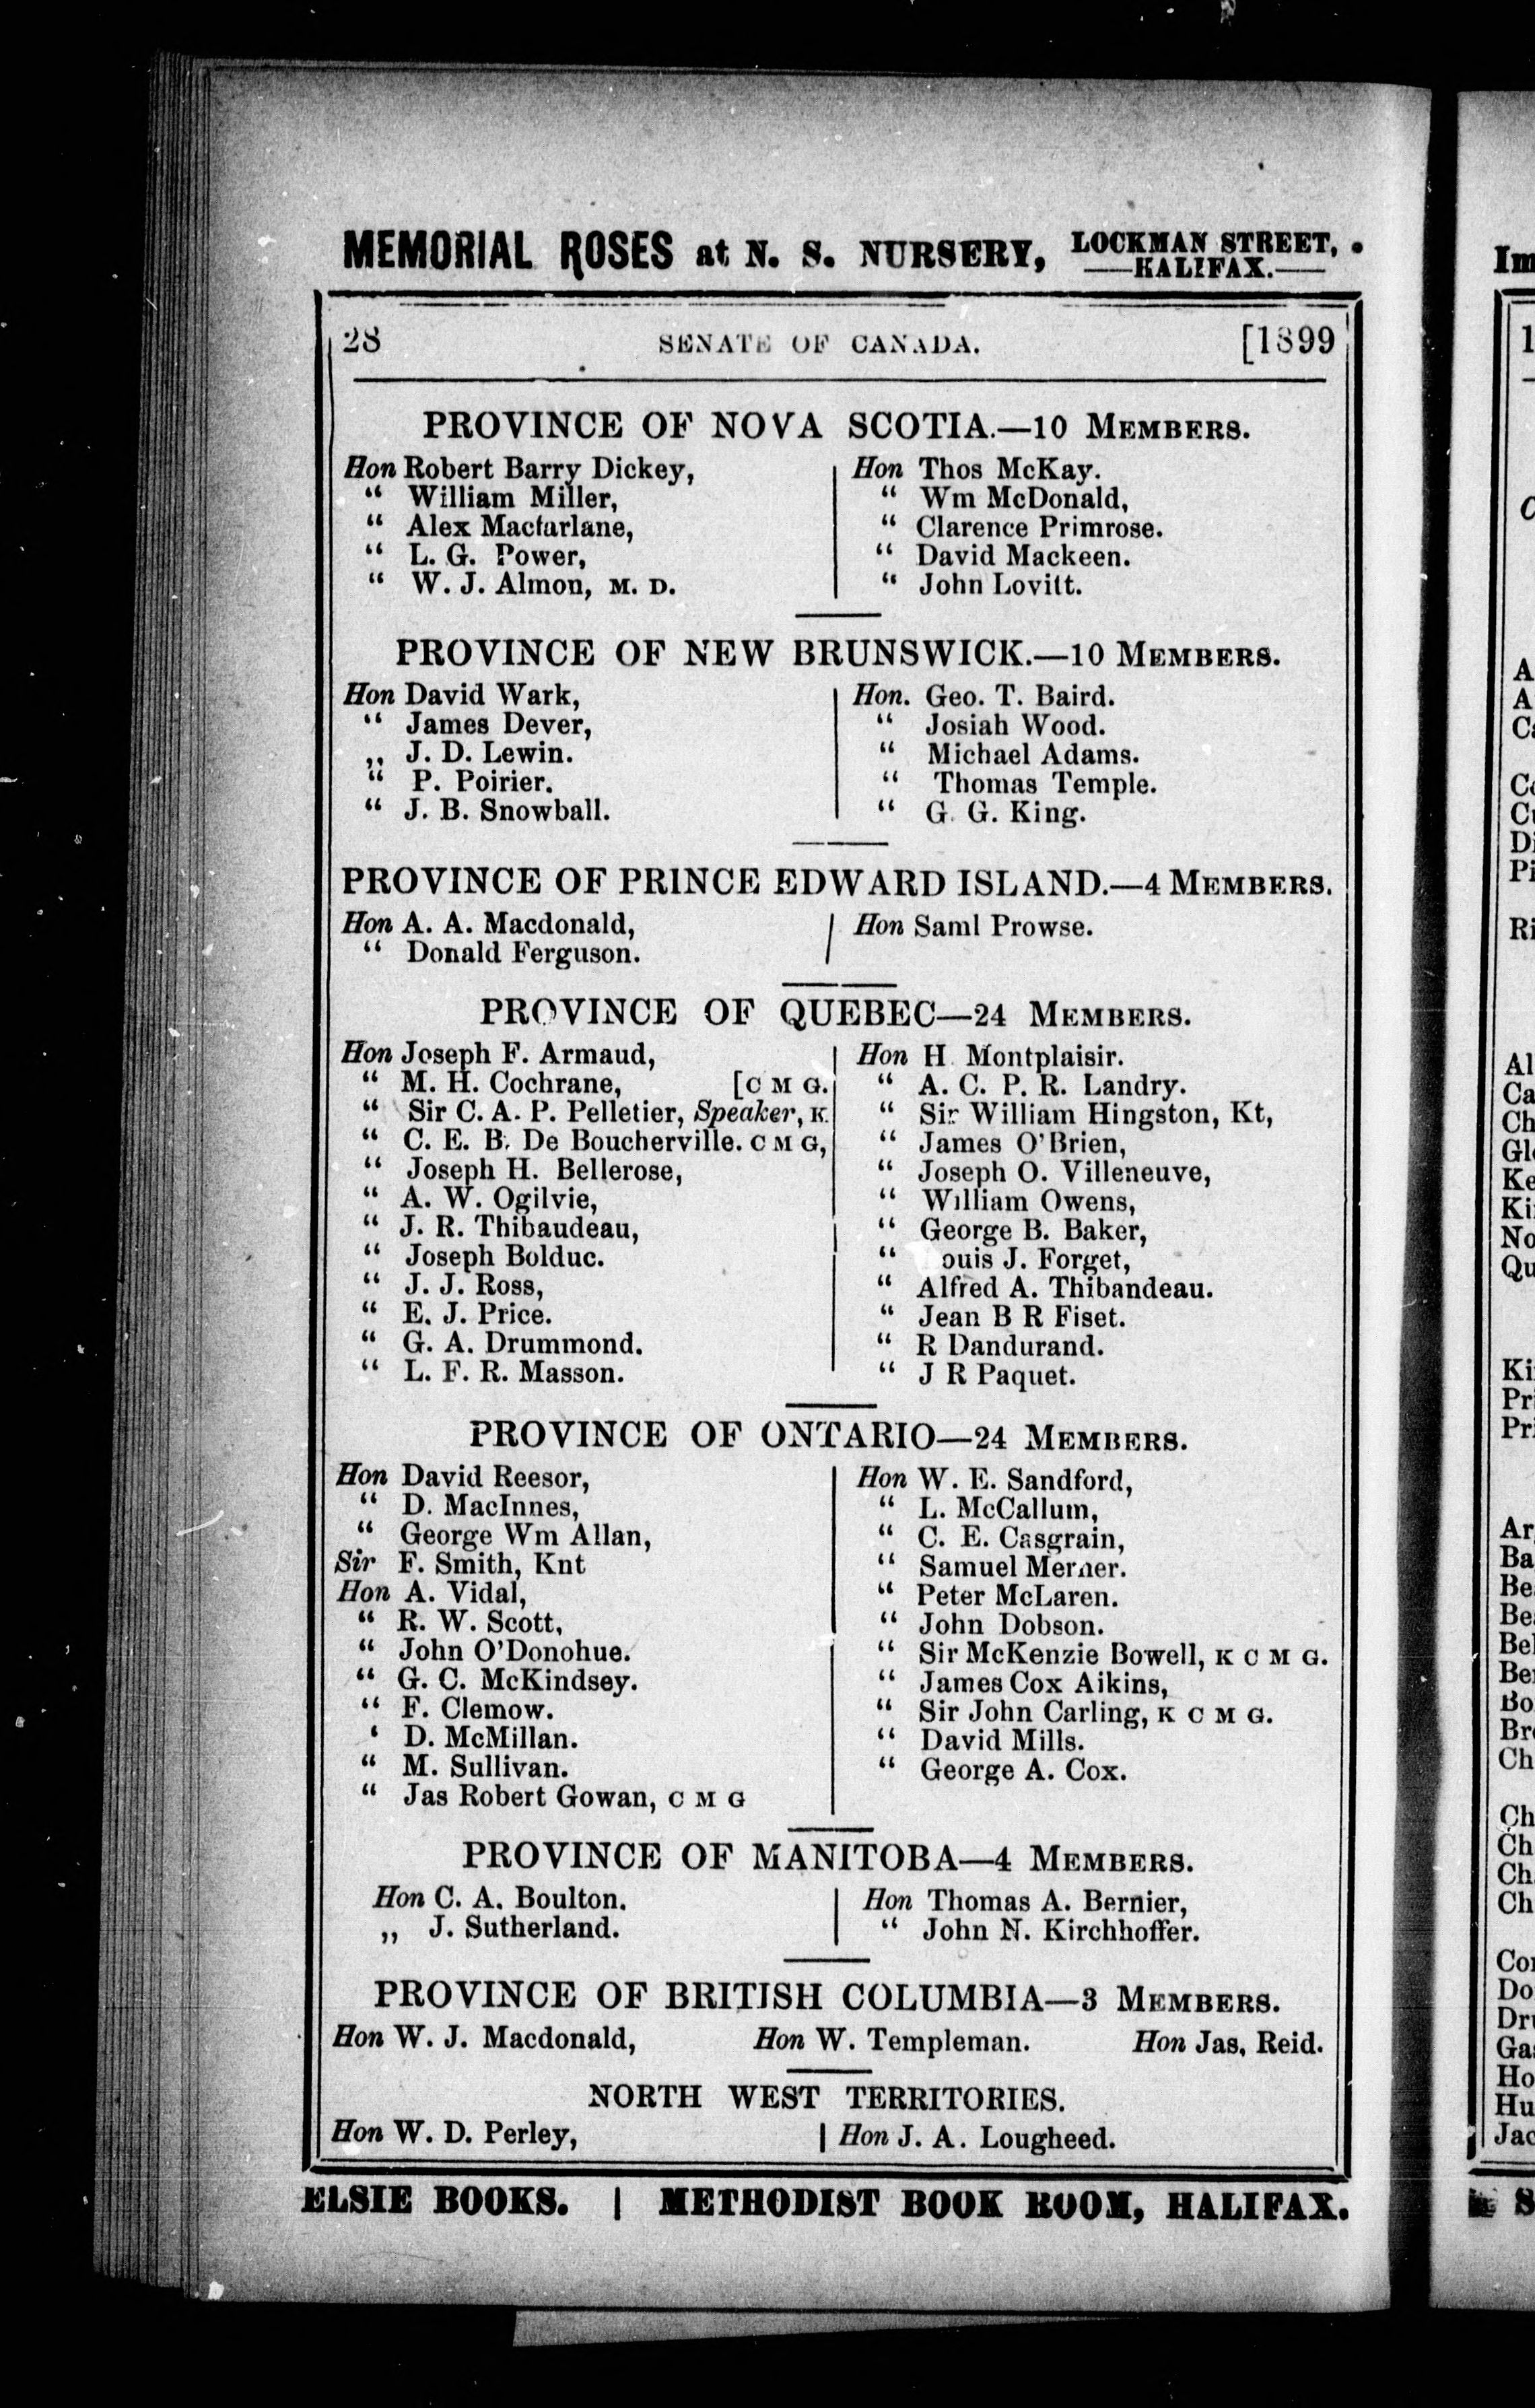 MEMORIAL ROSES at N. S. NURSERY, LOCKMAN STREET, HALIFAX.
28 SENATE OF CANADA. [1899
PROVINCE OF NOVA SCOTIA.—10 MEMBERS.
Hon Robert Barry Dickey,
“ William Miller,
“ Alex Macfarlane,
“ L. G. Power,
“ W. J. Almon, M. D.
Hon Thos McKay.
“ Wm McDonald,
“ Clarence Primrose.
“ David Mackeen.
“ John Lovitt.
PROVINCE OF NEW BRUNSWICK.—10 MEMBERS.
Hon David Wark,
“ James Dever,
„ J. D. Lewin.
“ P. Poirier.
“ J. B. Snowball.
Hon. Geo. T. Baird.
“ Josiah Wood.
“ Michael Adams.
“ Thomas Temple.
“ G. G. King.
PROVINCE OF PRINCE EDWARD ISLAND.—4 MEMBERS.
Hon A. A. Macdonald,
“ Donald Ferguson.
Hon Saml Prowse.
PROVINCE OF QUEBEC—24 MEMBERS.
Hon Joseph F. Armaud,
“ M. H. Cochrane, [C M G.
“ Sir C. A. P. Pelletier, Speaker, K.
“ C. E. B. De Boucherville. C M G,
“ Joseph H. Bellerose,
“ A. W. Ogilvie,
“ J. R. Thibaudeau,
“ Joseph Bolduc.
“ J. J. Ross,
“ E. J. Price.
“ G. A. Drummond.
“ L. F. R. Masson.
Hon H Montplaisir.
“ A. C. P. R. Landry.
“ Sir William Hingston, Kt,
“ James O'Brien,
“ Joseph O. Villeneuve,
“ William Owens,
“ George B. Baker,
“ ouis J. Forget,
“ Alfred A. Thibandeau.
“ Jean B R Fiset.
“ R Dandurand.
“ J R Paquet.
PROVINCE OF ONTARIO—24 MEMBERS.
Hon David Reesor,
“ D. MacInnes,
“ George Wm Allan,
Sir F. Smith, Knt
Hon A. Vidal,
“ R. W. Scott,
“ John O'Donohue.
“ G. C. McKindsey.
“ F. Clemow.
‘ D. McMillan.
“ M. Sullivan.
“ Jas Robert Gowan, C M G
Hon W. E. Sandford,
“ L. McCallum,
“ C. E. Casgrain,
“ Samuel Merner.
“ Peter McLaren.
“ John Dobson.
“ Sir McKenzie Bowell, K C M G.
“ James Cox Aikins,
“ Sir John Carling, K C M G.
“ David Mills.
“ George A. Cox.
PROVINCE OF MANITOBA—4 MEMBERS.
Hon C. A. Boulton.
„ J. Sutherland.
Hon Thomas A. Bernier,
“ John N. Kirchhoffer.
PROVINCE OF BRITISH COLUMBIA—3 MEMBERS.
Hon W. J. Macdonald, Hon W. Templeman. Hon Jas, Reid.
NORTH WEST TERRITORIES.
Hon W. D. Perley, | Hon J. A. Lougheed.
ELSIE BOOKS. | METHODIST BOOK ROOM, HALIFAX.